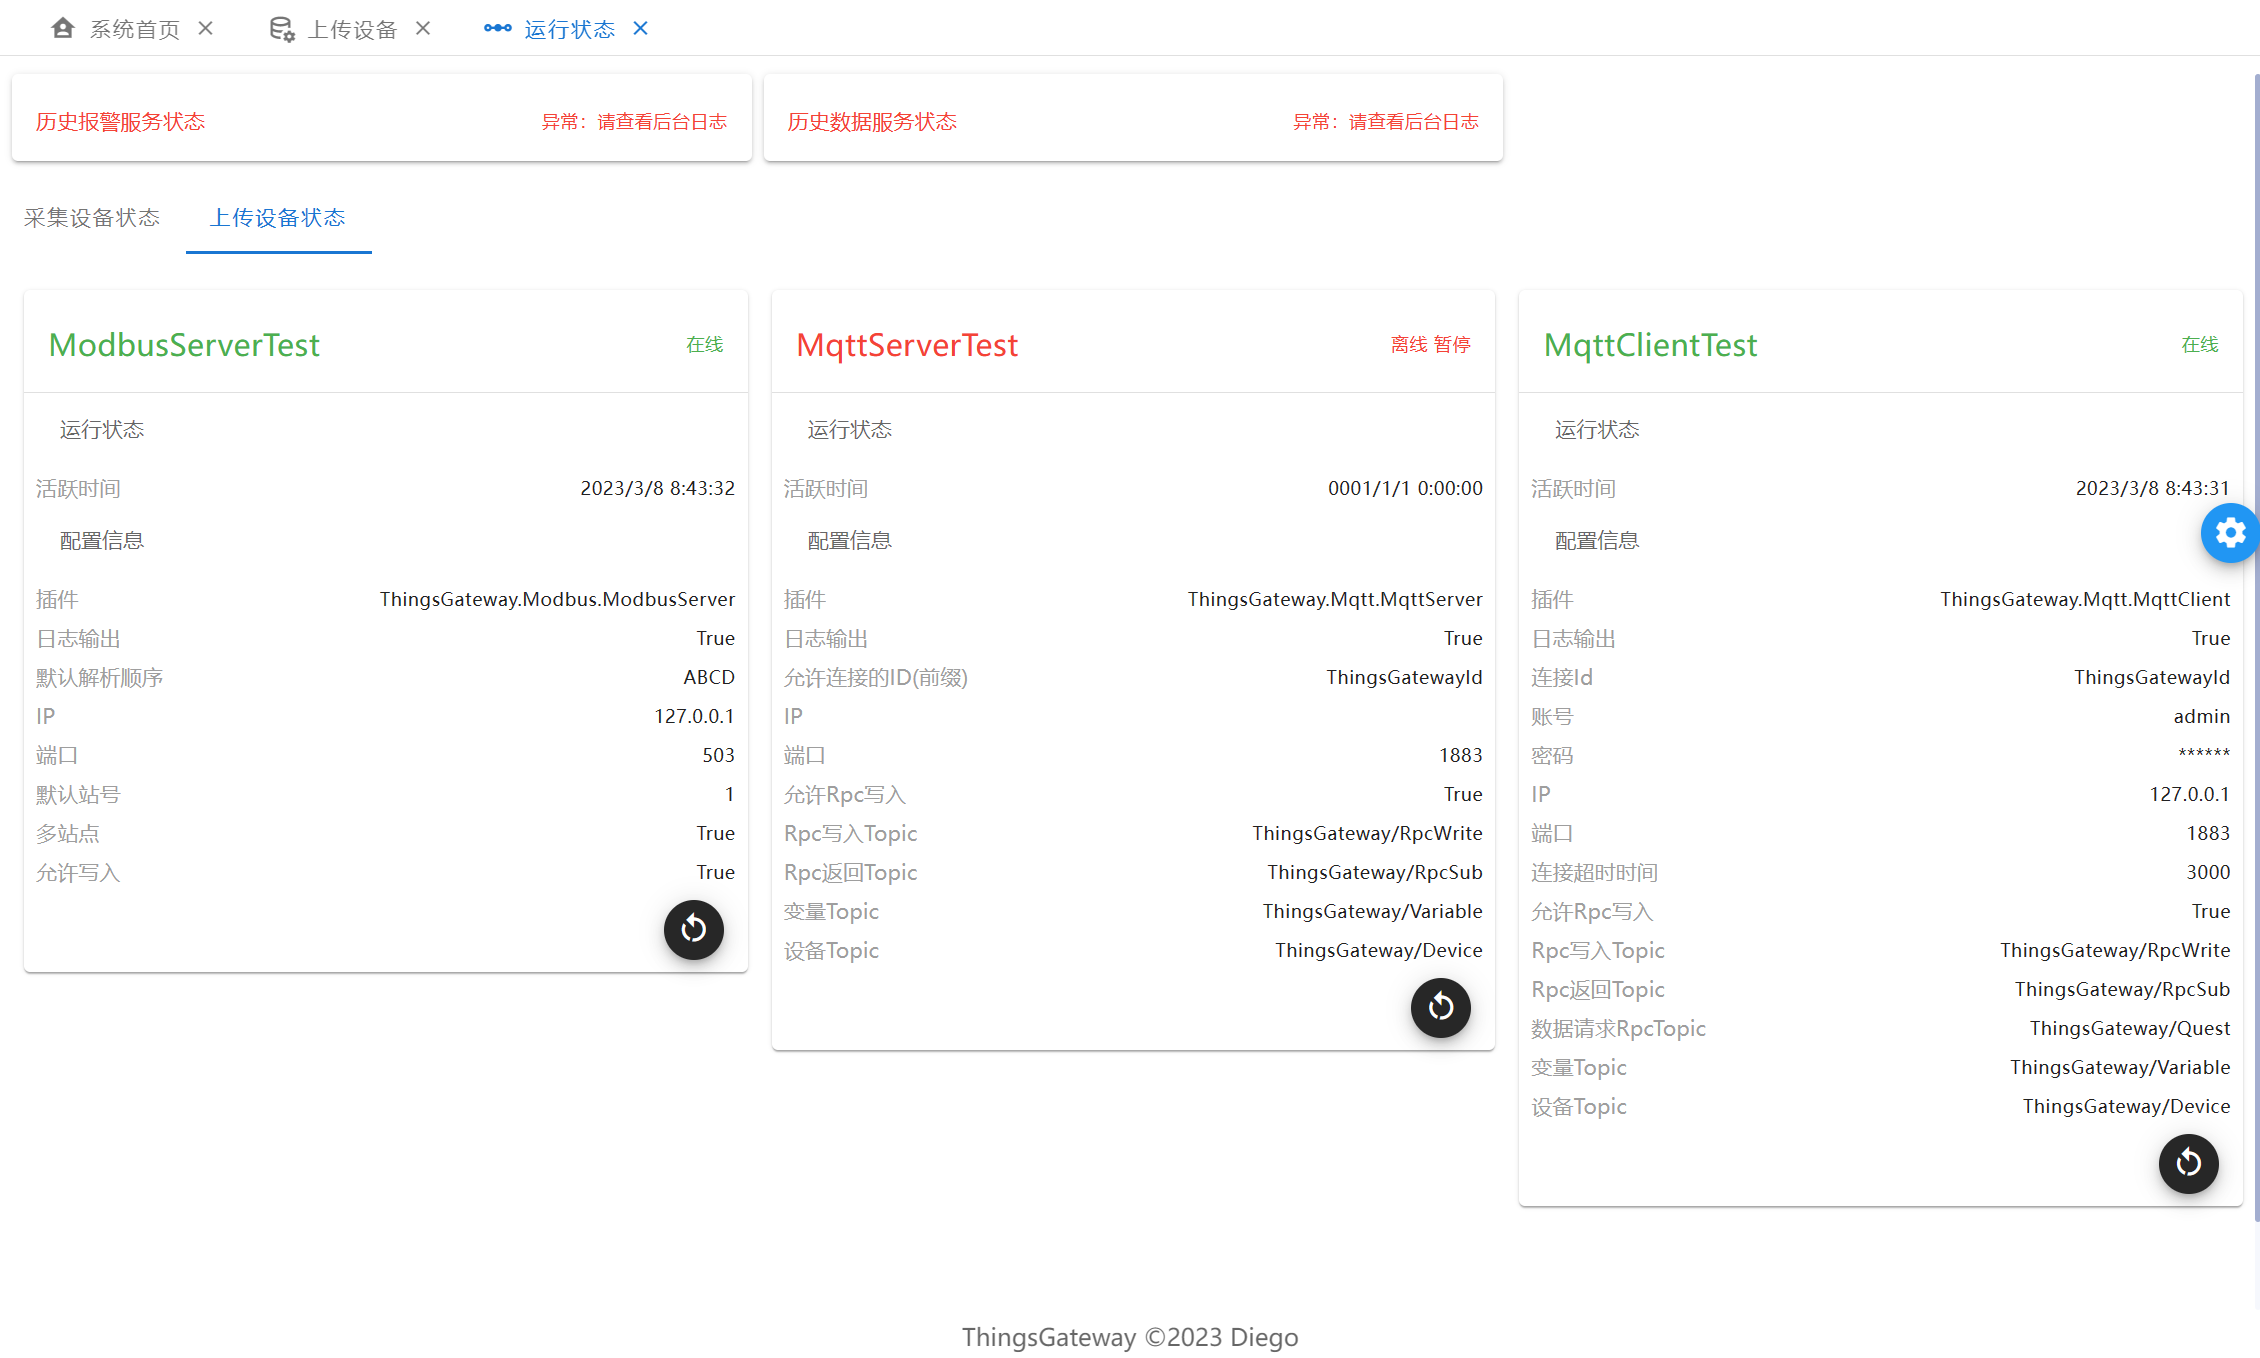 系统首页 上传设备 运行状态
历史报警服务状态 异常：请查看后台日志
历史数据服务状态 异常：请查看后台日志
采集设备状态 上传设备状态
ModbusServerTest 在线
运行状态
活跃时间 2023/3/8 8:43:32
配置信息
插件 ThingsGateway.Modbus.ModbusServer
日志输出 True
默认解析顺序 ABCD
IP 127.0.0.1
端口 503
默认站号 1
多站点 True
允许写入 True
MqttServerTest 离线 暂停
运行状态
活跃时间 0001/1/1 0:00:00
配置信息
插件 ThingsGateway.Mqtt.MqttServer
日志输出 True
允许连接的ID(前缀) ThingsGatewayId
IP
端口 1883
允许Rpc写入 True
Rpc写入Topic ThingsGateway/RpcWrite
Rpc返回Topic ThingsGateway/RpcSub
变量Topic ThingsGateway/Variable
设备Topic ThingsGateway/Device
MqttClientTest 在线
运行状态
活跃时间 2023/3/8 8:43:31
配置信息
插件 ThingsGateway.Mqtt.MqttClient
日志输出 True
连接Id ThingsGatewayId
账号 admin
密码 ******
IP 127.0.0.1
端口 1883
连接超时时间 3000
允许Rpc写入 True
Rpc写入Topic ThingsGateway/RpcWrite
Rpc返回Topic ThingsGateway/RpcSub
数据请求RpcTopic ThingsGateway/Quest
变量Topic ThingsGateway/Variable
设备Topic ThingsGateway/Device
ThingsGateway ©2023 Diego